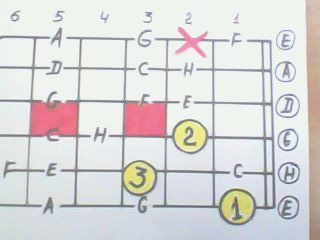 6 5 4 3 2 1
A G F E
D C H A
G F E D
C H 2 G
F E 3 C H
A G 1 E